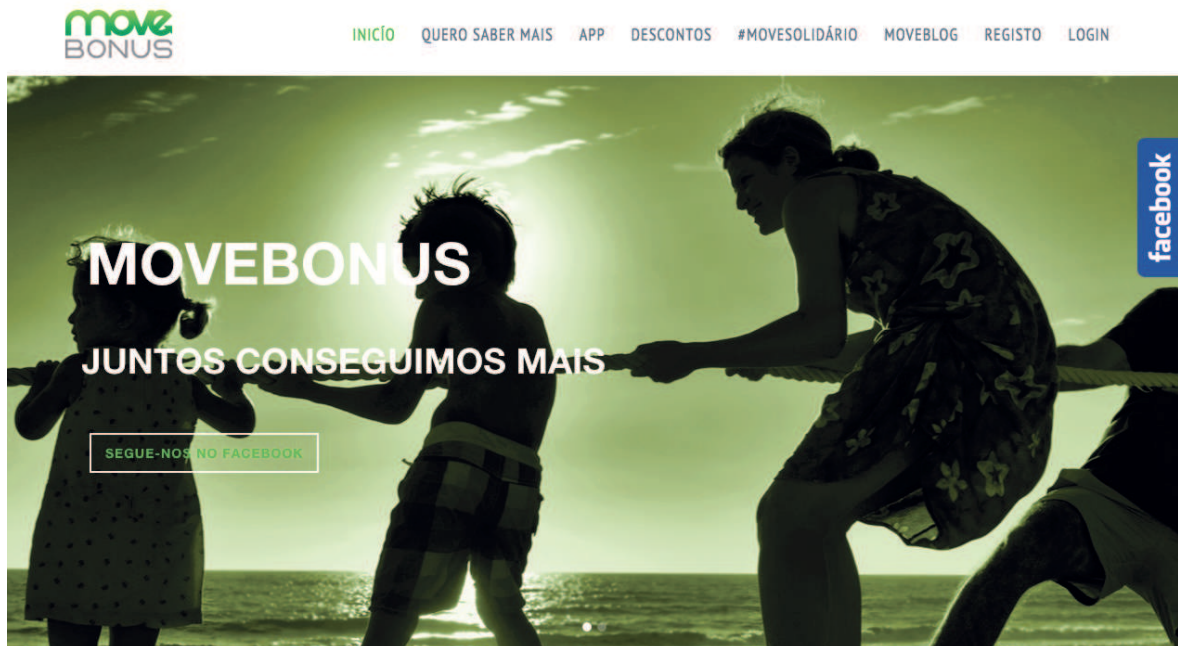 move
BONUS
INICÍO QUERO SABER MAIS APP DESCONTOS #MOVESOLIDÁRIO MOVEBLOG REGISTO LOGIN
facebook
MOVEBONUS
JUNTOS CONSEGUIMOS MAIS
SEGUE-NOS NO FACEBOOK